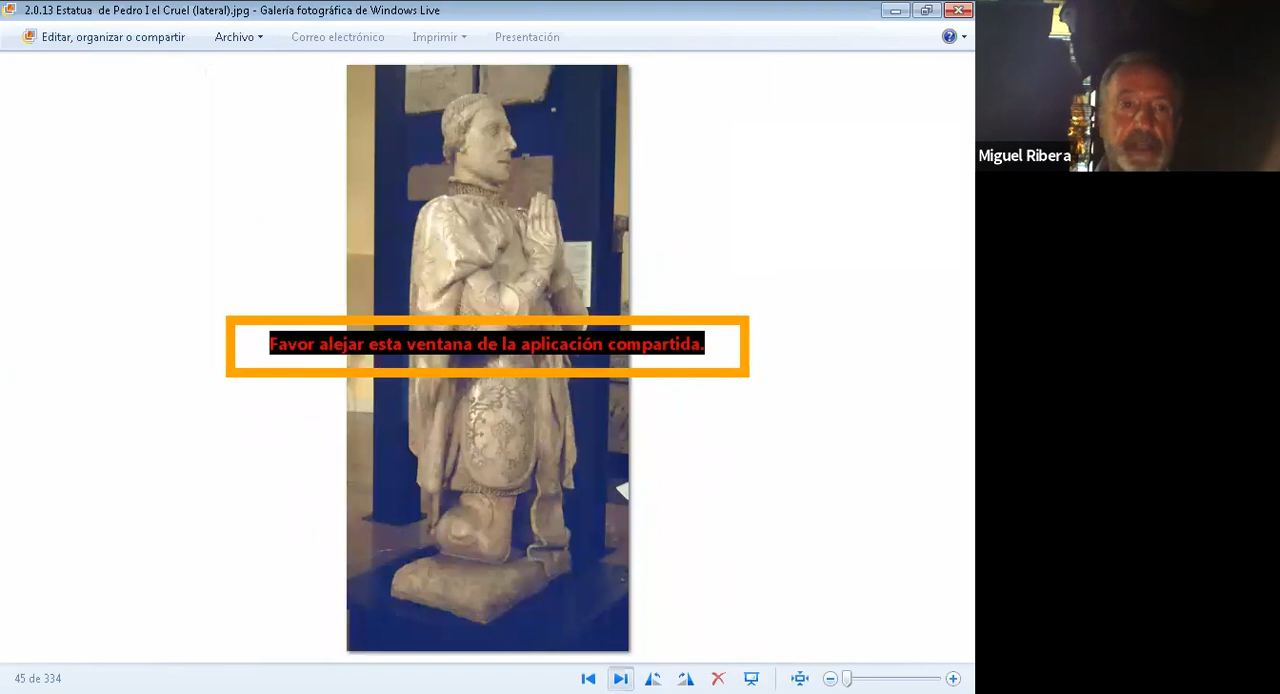 2.0.13 Estatua  de Pedro I el Cruel (lateral).jpg - Galería fotográfica de Windows Live
Editar, organizar o compartir Archivo Correo electrónico Imprimir Presentación
Miguel Ribera
Favor alejar esta ventana de la aplicación compartida.
45 de 334